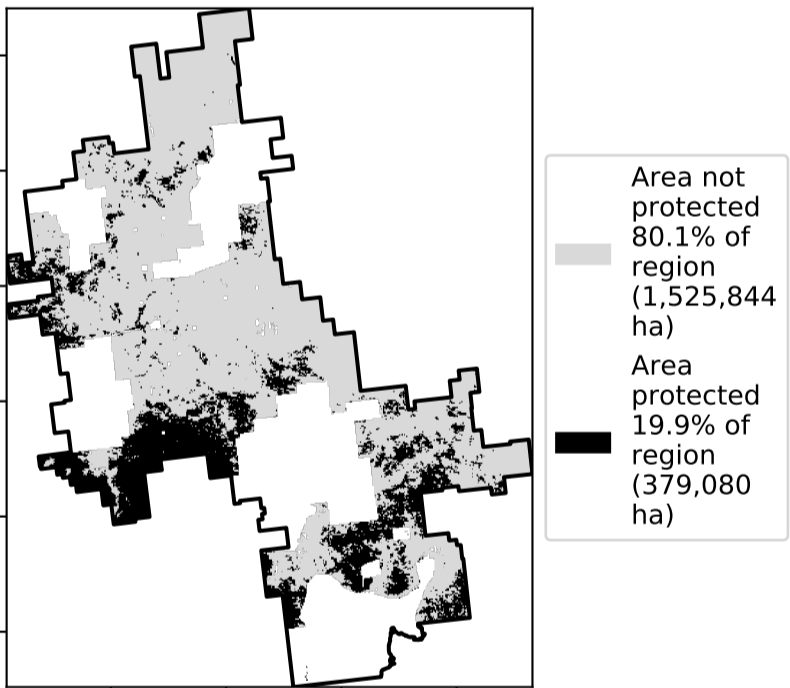 Area not
protected
80.1% of
region
(1,525,844
ha)
Area
protected
19.9% of
region
(379,080
ha)